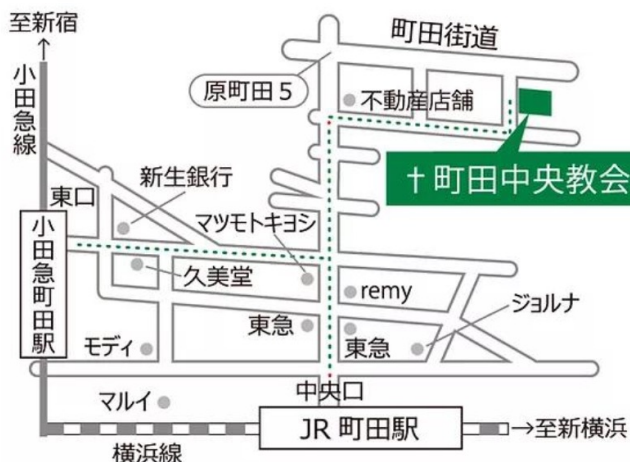 至新宿
小田急線
町田街道
原町田5
不動産店舗
†町田中央教会
新生銀行
東口
マツモトキヨシ
小田急町田駅
久美堂
remy
ジョルナ
東急
東急
モディ
マルイ
中央口
JR 町田駅
→至新横浜
横浜線